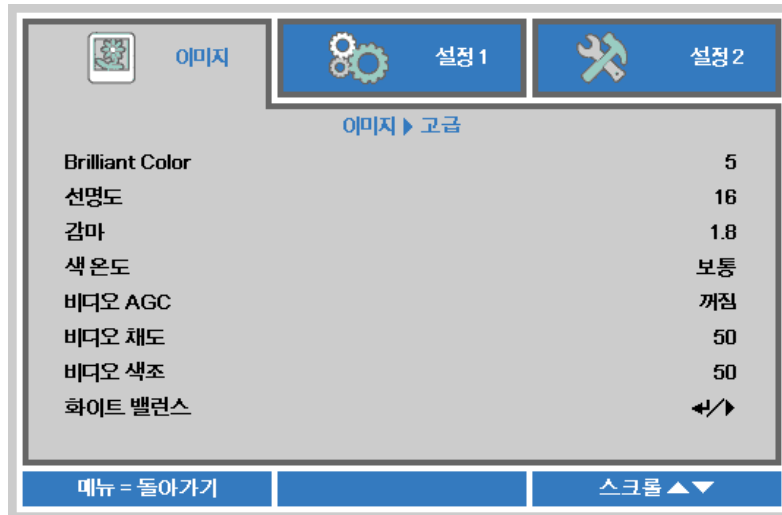 이미지 설정 1 설정 2
이미지 ▶ 고급
Brilliant Color 5
선명도 16
감마 1.8
색 온도 보통
비디오 AGC 꺼짐
비디오 채도 50
비디오 색조 50
화이트 밸런스 ↵/▶
메뉴 = 돌아가기 스크롤 ▲▼